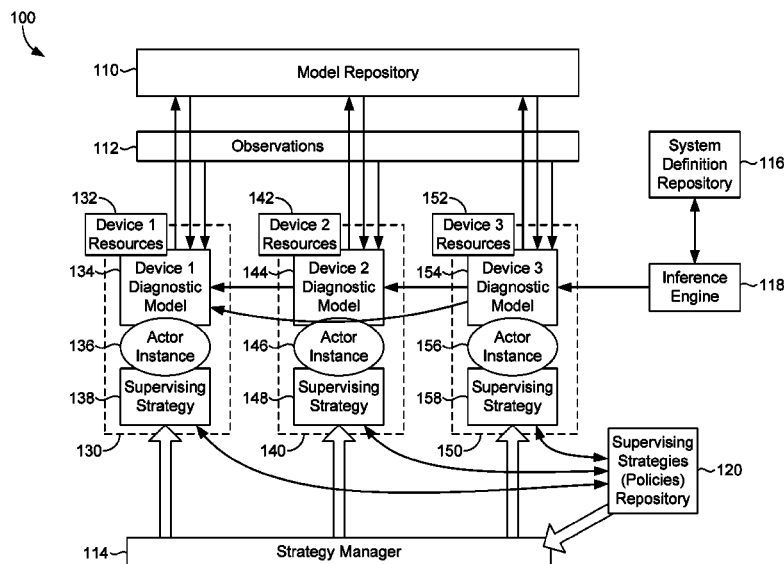 100
110
Model Repository
112
Observations
System
Definition
Repository
116
132
142
152
Device 1
Resources
Device 2
Resources
Device 3
Resources
134
Device 1
Diagnostic
Model
144
Device 2
Diagnostic
Model
154
Device 3
Diagnostic
Model
Inference
Engine
118
136
Actor
Instance
146
Actor
Instance
156
Actor
Instance
138
Supervising
Strategy
148
Supervising
Strategy
158
Supervising
Strategy
130
140
150
Supervising
Strategies
(Policies)
Repository
120
114
Strategy Manager